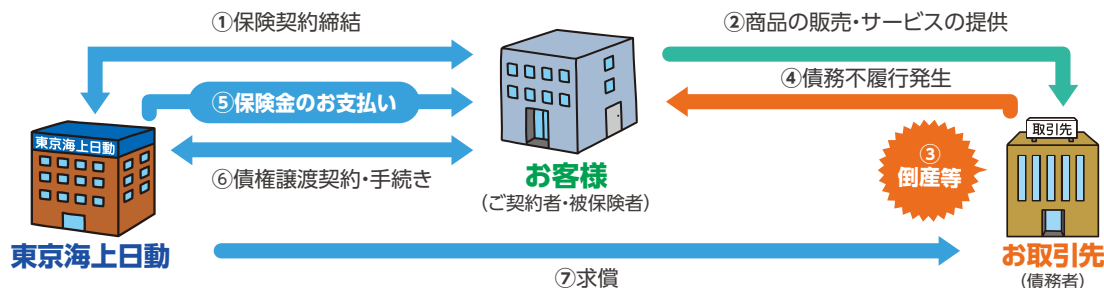 ①保険契約締結
②商品の販売・サービスの提供
④債務不履行発生
⑤保険金のお支払い
取引先
東京海上日動
③
倒産等
⑥債権譲渡契約・手続き
お客様
（ご契約者・被保険者）
東京海上日動
お取引先
（債務者）
⑦求償